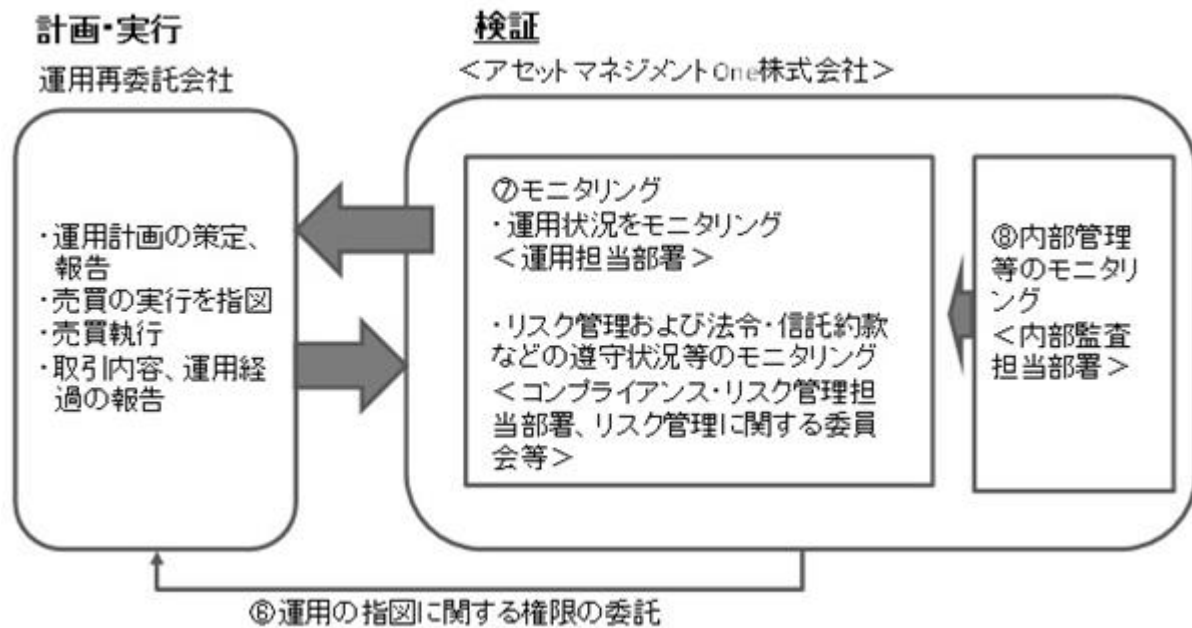 計画・実行
運用再委託会社
・運用計画の策定、
報告
・売買の実行を指図
・売買執行
・取引内容、運用経
過の報告
検証
＜アセットマネジメントOne株式会社＞
⑦モニタリング
・運用状況をモニタリング
＜運用担当部署＞
・リスク管理および法令・信託約款
などの遵守状況等のモニタリング
＜コンプライアンス・リスク管理担
当部署、リスク管理に関する委員
会等＞
⑧内部管理
等のモニタリ
ング
＜内部監査
担当部署＞
⑥運用の指図に関する権限の委託